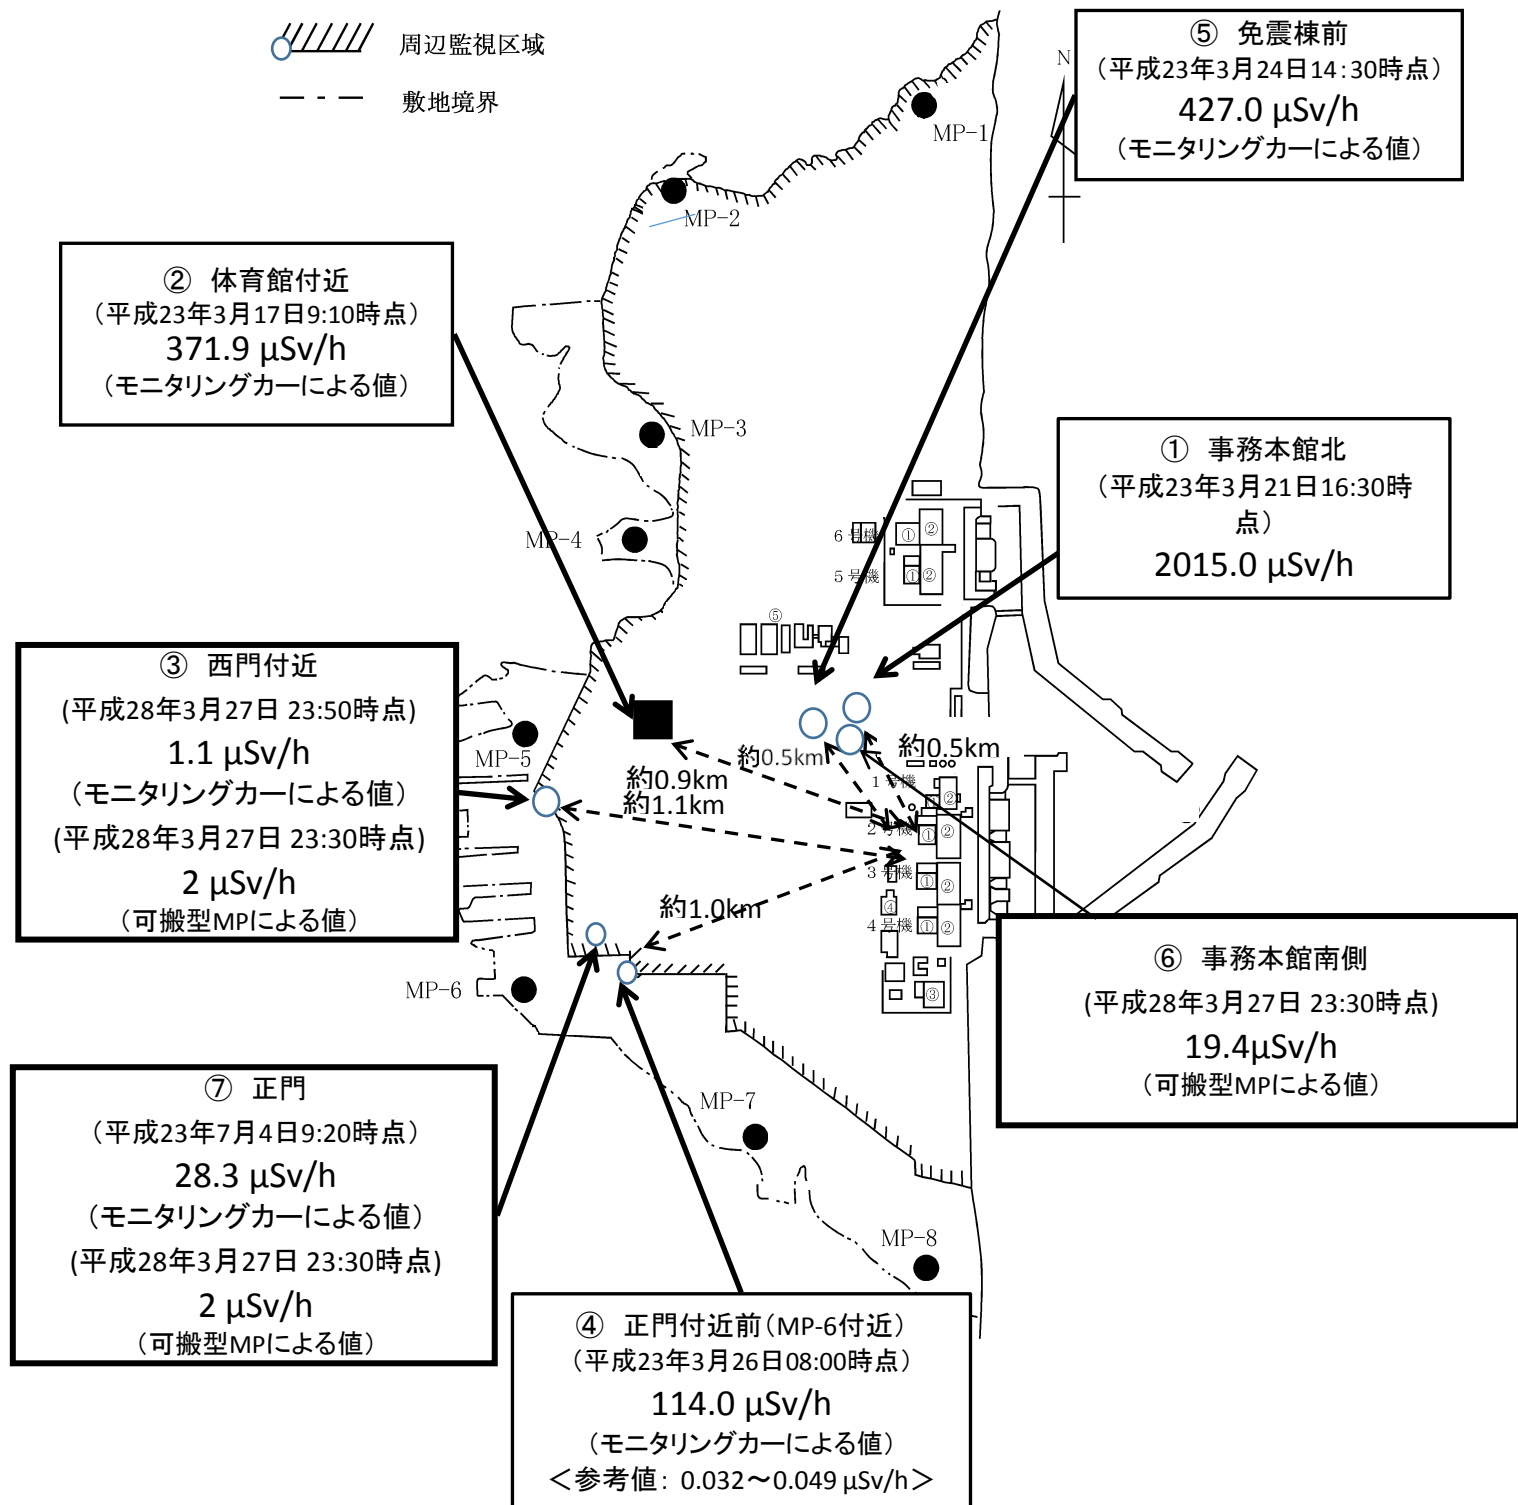 周辺監視区域
敷地境界
⑤ 免震棟前
（平成23年3月24日14:30時点）
427.0 μSv/h
（モニタリングカーによる値）
N
MP-1
MP-2
② 体育館付近
（平成23年3月17日9:10時点）
371.9 μSv/h
（モニタリングカーによる値）
MP-3
① 事務本館北
（平成23年3月21日16:30時
点）
2015.0 μSv/h
MP-4
6号機
①
②
5号機
①
②
⑤
③ 西門付近
(平成28年3月27日 23:50時点)
1.1 μSv/h
（モニタリングカーによる値）
(平成28年3月27日 23:30時点)
2 μSv/h
（可搬型MPによる値）
MP-5
約0.5km
約0.5km
約0.9km
約1.1km
1号機
①
②
2号機
①
②
3号機
①
②
約1.0km
④
4号機
①
②
③
MP-6
⑥ 事務本館南側
(平成28年3月27日 23:30時点)
19.4μSv/h
（可搬型MPによる値）
⑦ 正門
（平成23年7月4日9:20時点）
28.3 μSv/h
（モニタリングカーによる値）
(平成28年3月27日 23:30時点)
2 μSv/h
（可搬型MPによる値）
MP-7
MP-8
④ 正門付近前（MP-6付近）
（平成23年3月26日08:00時点）
114.0 μSv/h
（モニタリングカーによる値）
＜参考値: 0.032～0.049 μSv/h＞